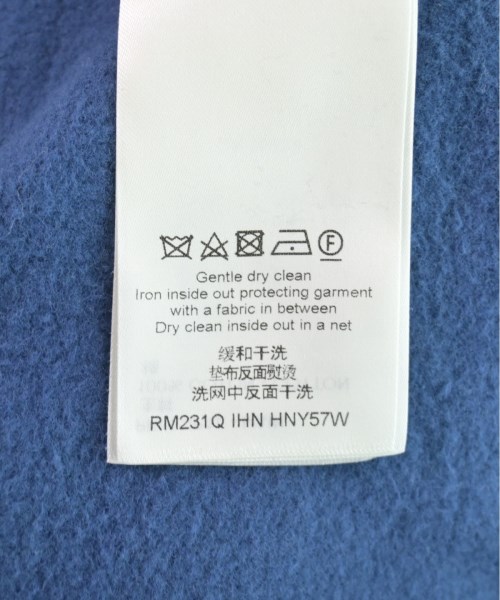 F
Gentle dry clean
Iron inside out protecting garment
with a fabric in between
Dry clean inside out in a net
缓和干洗
垫布反面熨烫
洗网中反面干洗
RM231Q IHN HNY57W